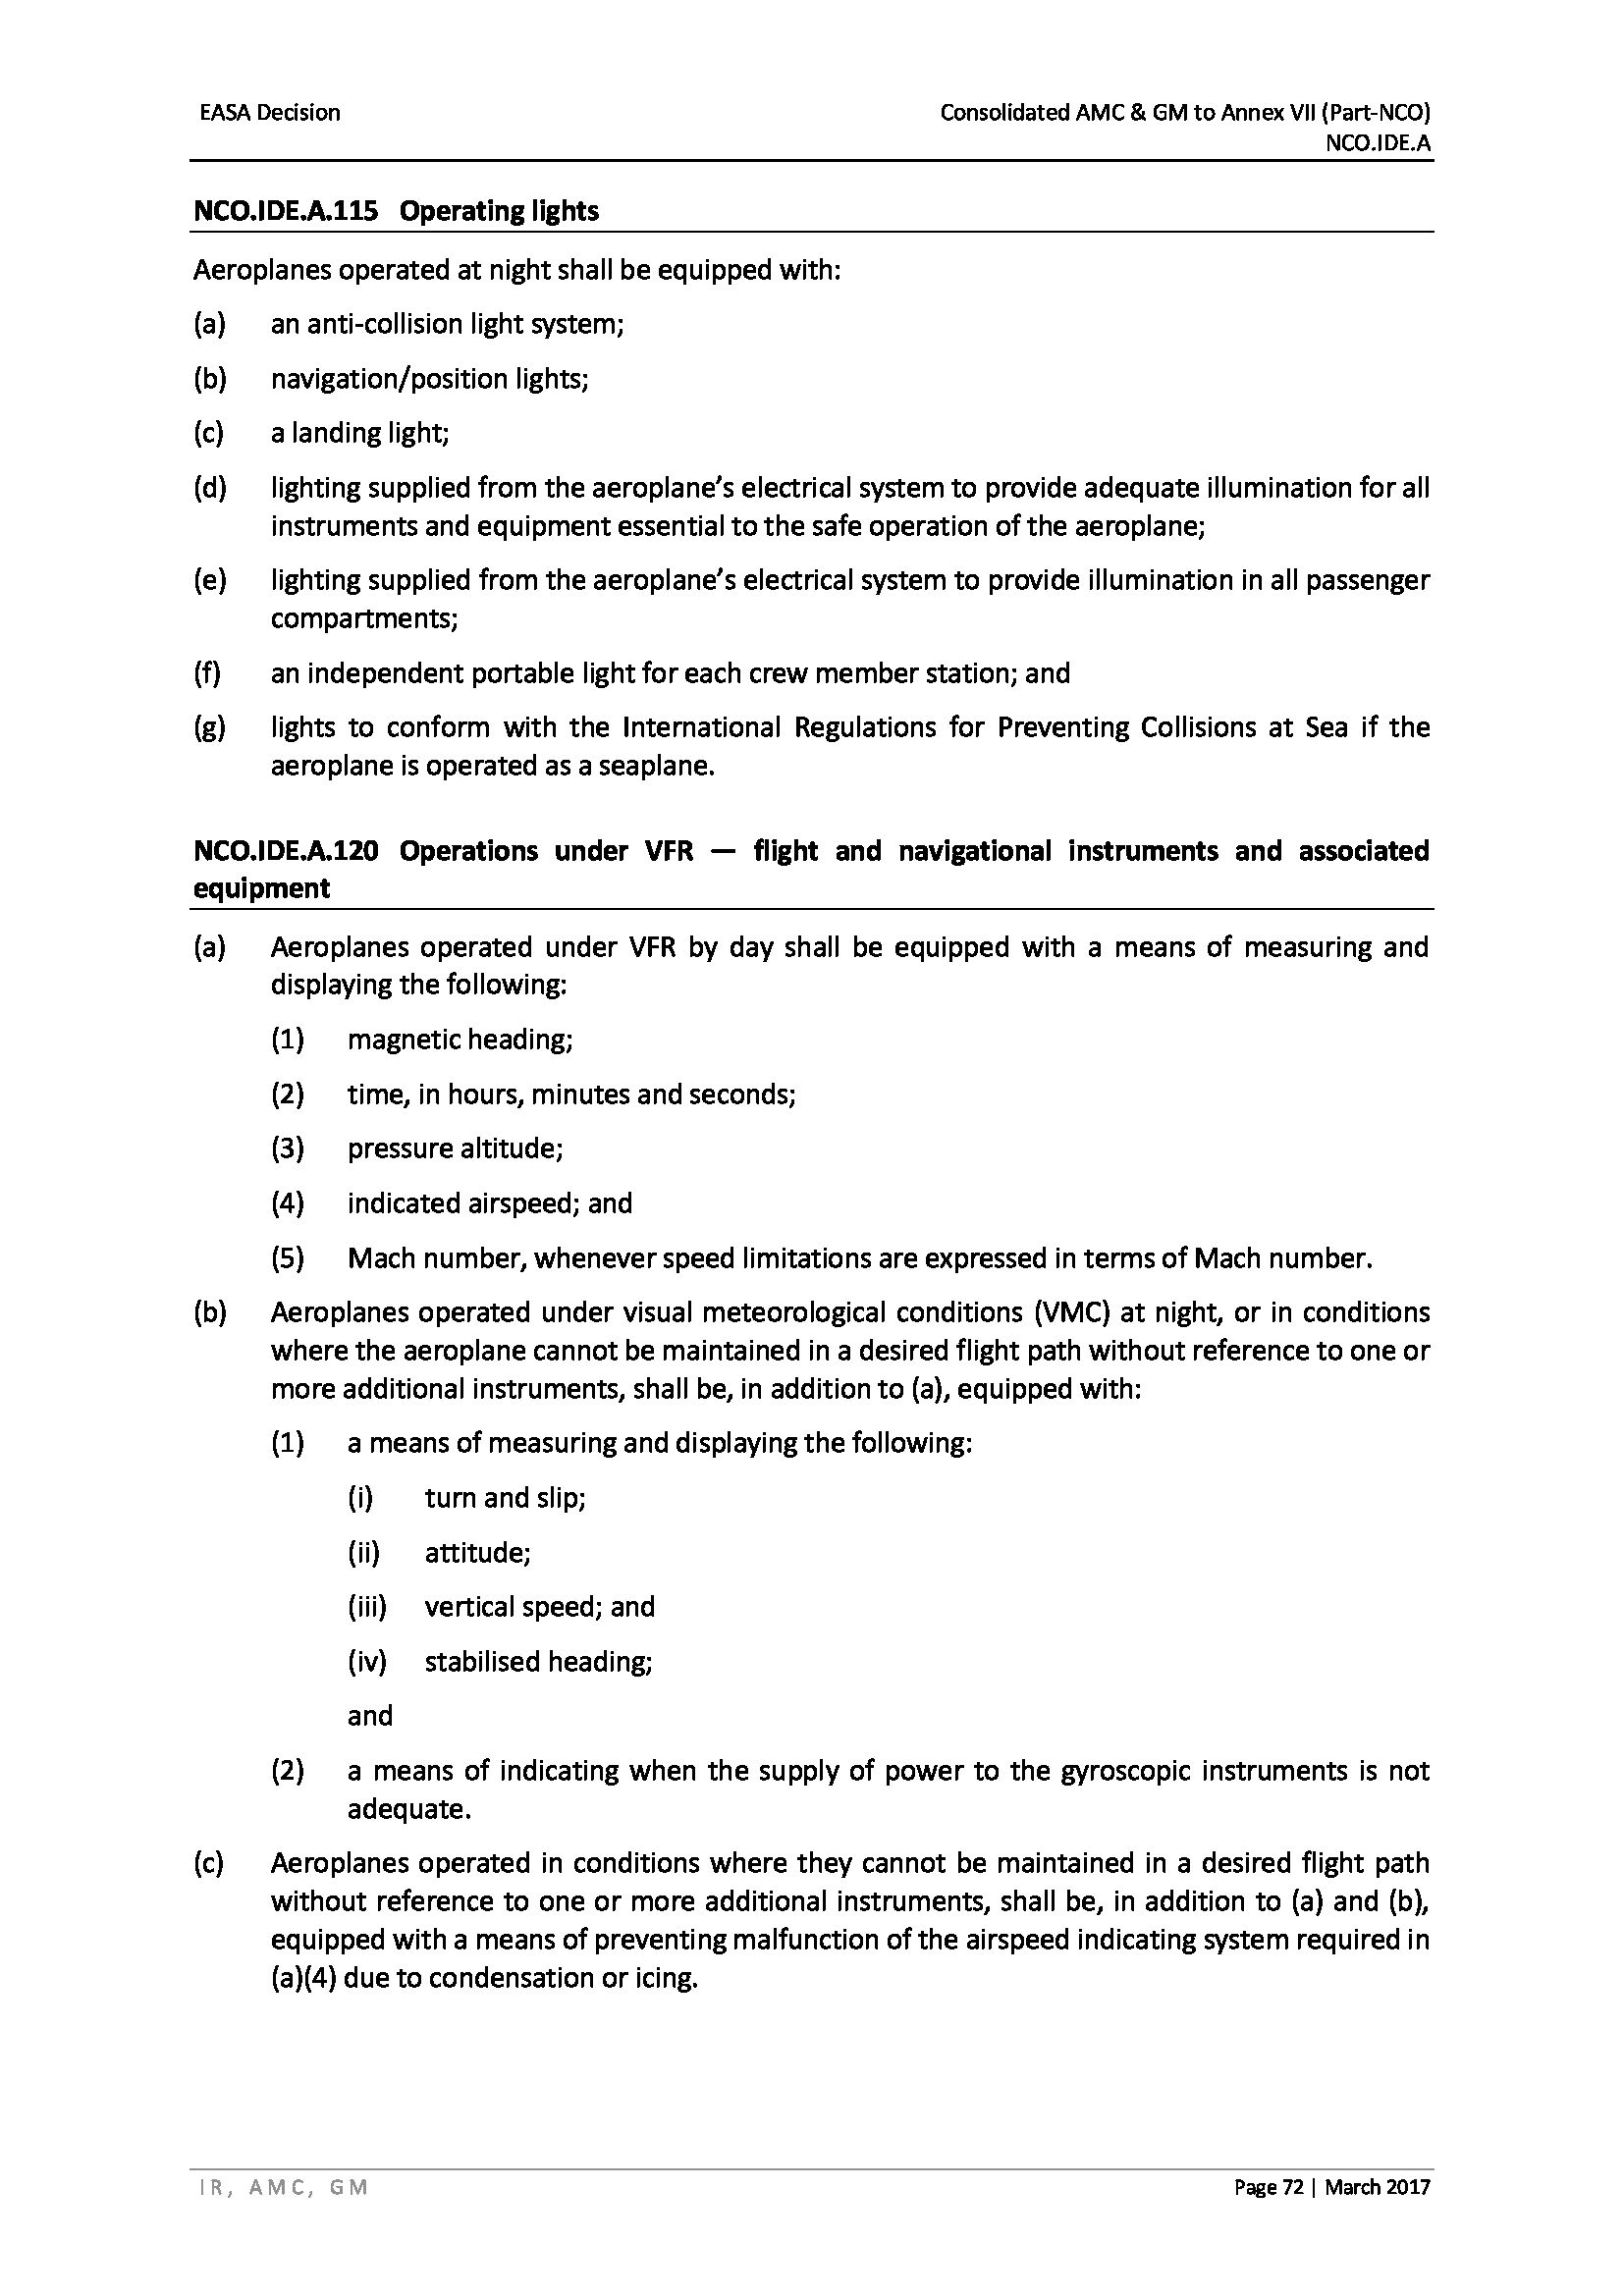 EASA Decision
Consolidated AMC & GM to Annex VII (Part-NCO)
NCO.IDE.A
NCO.IDE.A.115 Operating lights
Aeroplanes operated at night shall be equipped with:
(a) an anti-collision light system;
(b) navigation/position lights;
(c) a landing light;
(d) lighting supplied from the aeroplane’s electrical system to provide adequate illumination for all
instruments and equipment essential to the safe operation of the aeroplane;
(e) lighting supplied from the aeroplane’s electrical system to provide illumination in all passenger
compartments;
(f) an independent portable light for each crew member station; and
(g) lights to conform with the International Regulations for Preventing Collisions at Sea if the
aeroplane is operated as a seaplane.
NCO.IDE.A.120 Operations under VFR — flight and navigational instruments and associated
equipment
(a) Aeroplanes operated under VFR by day shall be equipped with a means of measuring and
displaying the following:
(1) magnetic heading;
(2) time, in hours, minutes and seconds;
(3) pressure altitude;
(4) indicated airspeed; and
(5) Mach number, whenever speed limitations are expressed in terms of Mach number.
(b) Aeroplanes operated under visual meteorological conditions (VMC) at night, or in conditions
where the aeroplane cannot be maintained in a desired flight path without reference to one or
more additional instruments, shall be, in addition to (a), equipped with:
(1) a means of measuring and displaying the following:
(i) turn and slip;
(ii) attitude;
(iii) vertical speed; and
(iv) stabilised heading;
and
(2) a means of indicating when the supply of power to the gyroscopic instruments is not
adequate.
(c) Aeroplanes operated in conditions where they cannot be maintained in a desired flight path
without reference to one or more additional instruments, shall be, in addition to (a) and (b),
equipped with a means of preventing malfunction of the airspeed indicating system required in
(a)(4) due to condensation or icing.
IR, AMC, GM
Page 72 | March 2017